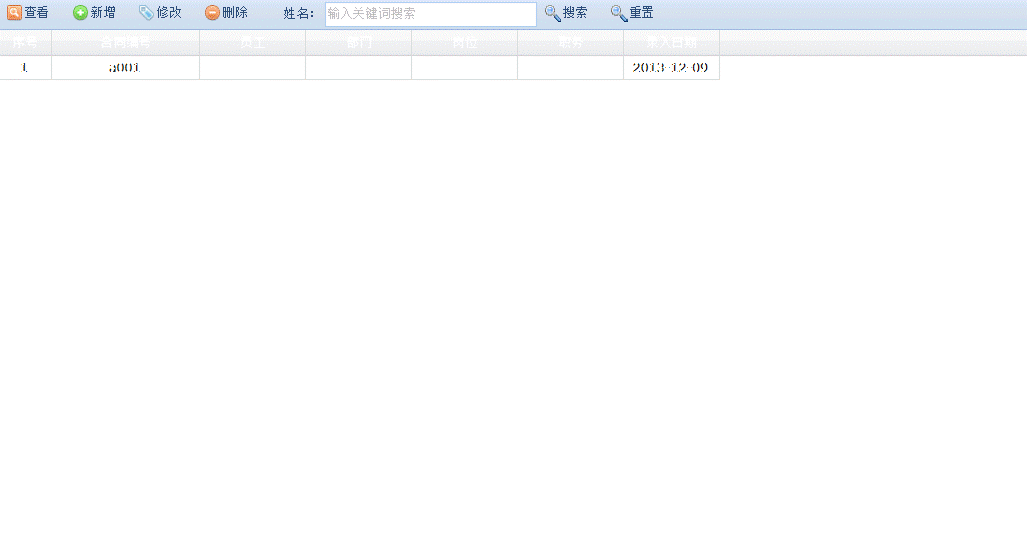 查看 新增 修改 删除 姓名: 输入关键词搜索 搜索 重置
序号 合同编号 员工 部门 岗位 职务 录入日期
1 a001 2013-12-09